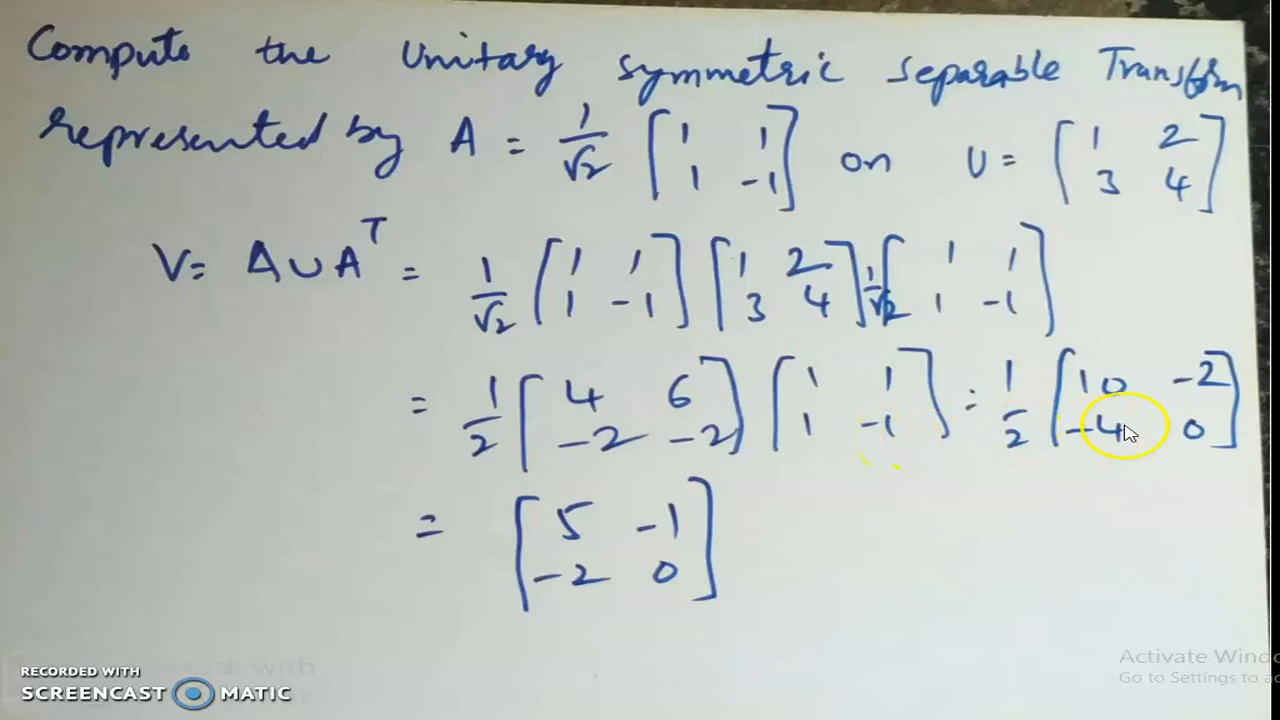 Compute the Unitary symmetric separable Transform
represented by A = 1/√2 [1 1; 1 -1] on U = [1 2; 3 4]
V= AUA^T = 1/√2 [1 1; 1 -1] [1 2; 3 4] 1/√2 [1 1; 1 -1]
= 1/2 [4 6; -2 -2] [1 1; 1 -1] = 1/2 [10 -2; -4 0]
= [5 -1; -2 0]
RECORDED WITH
SCREENCAST MATIC
Activate Windo
Go to Settings to a